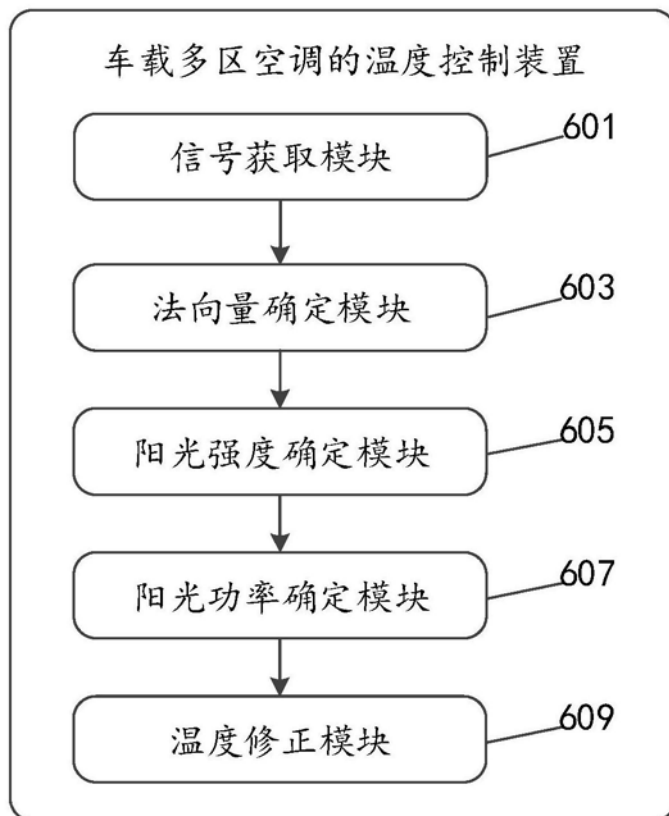 车载多区空调的温度控制装置
信号获取模块
601
法向量确定模块
603
阳光强度确定模块
605
阳光功率确定模块
607
温度修正模块
609